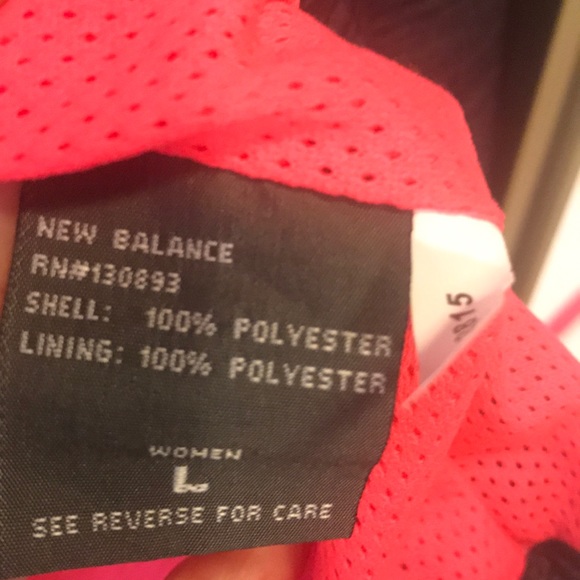 NEW BALANCE
RN#130893
SHELL: 100% POLYESTER
LINING: 100% POLYESTER
WOMEN
L
SEE REVERSE FOR CARE